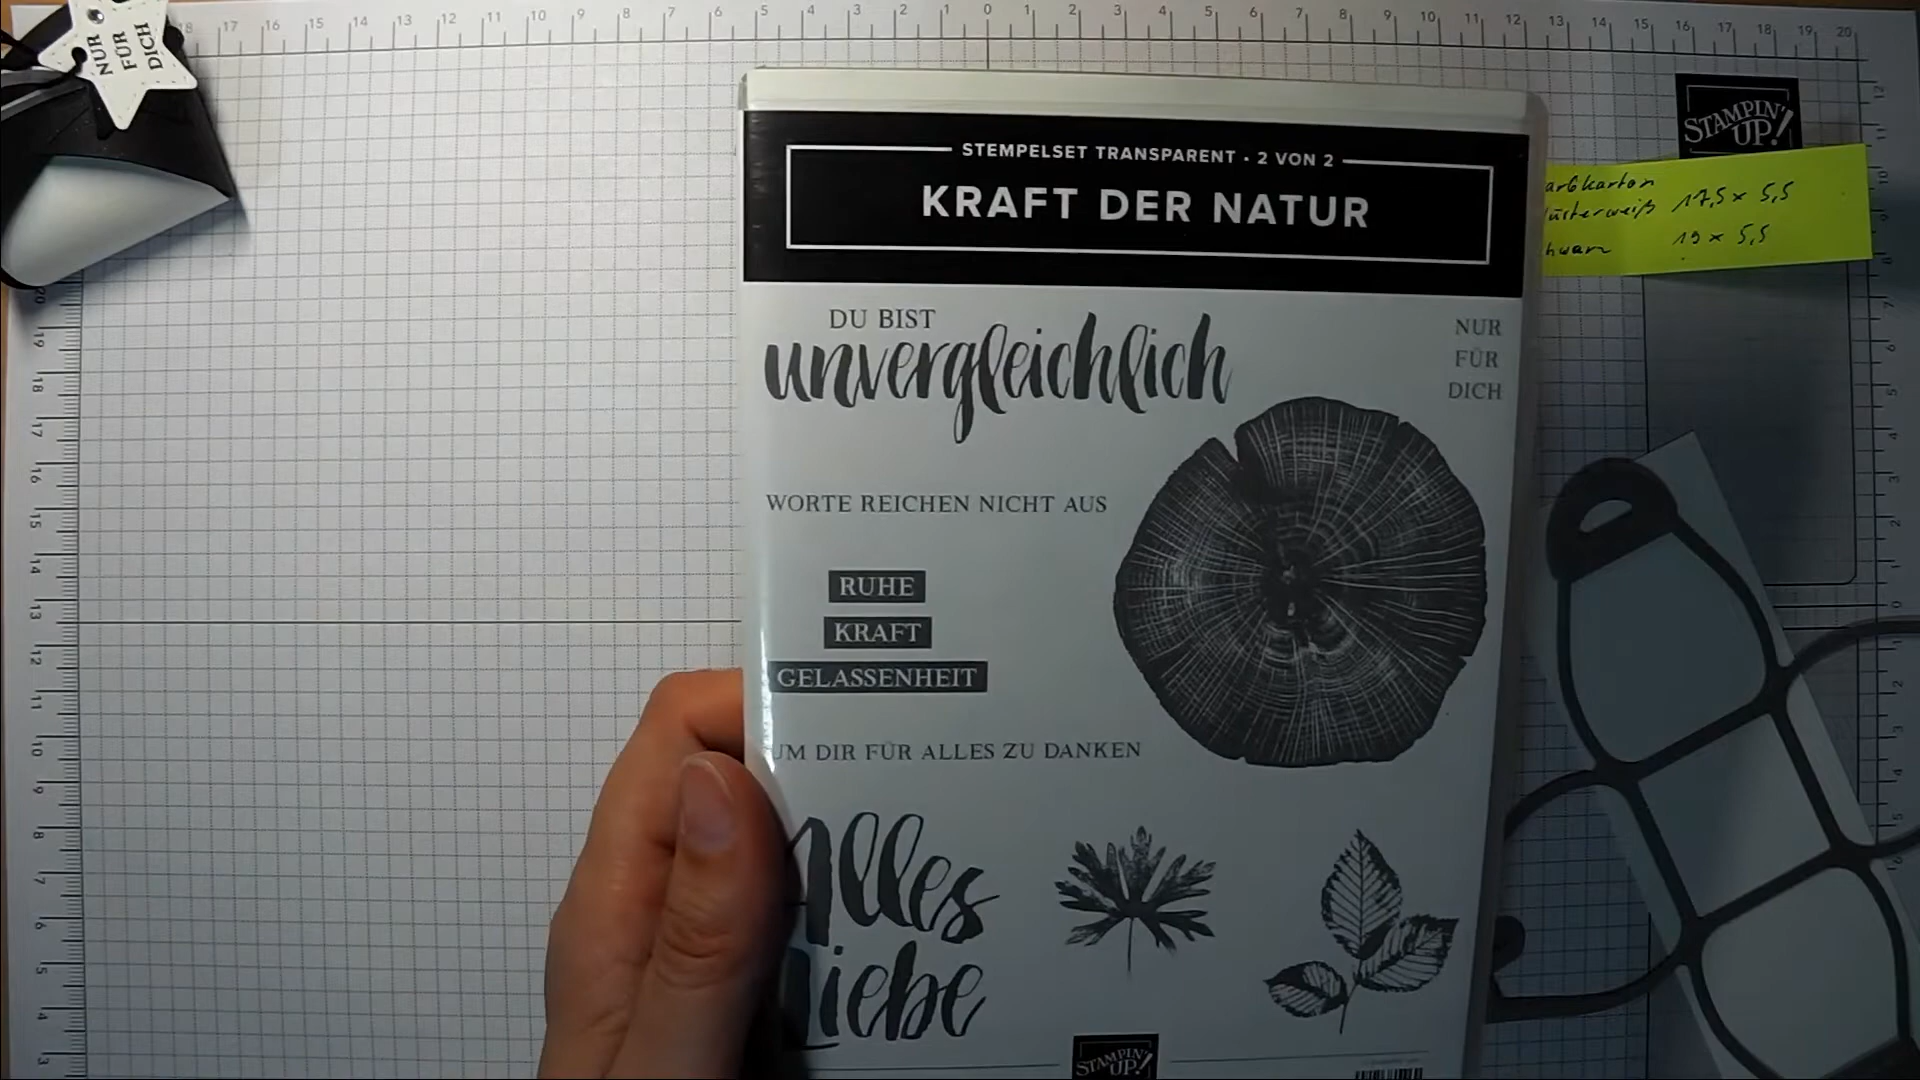 NUR
FÜR
DICH
STAMPIN'
UP!
17,5 x 5,5
19 x 5,5
STEMPELSET TRANSPARENT • 2 VON 2
KRAFT DER NATUR
DU BIST
unvergleichlich
NUR
FÜR
DICH
WORTE REICHEN NICHT AUS
RUHE
KRAFT
GELASSENHEIT
UM DIR FÜR ALLES ZU DANKEN
Alles
Liebe
STAMPIN'
UP!